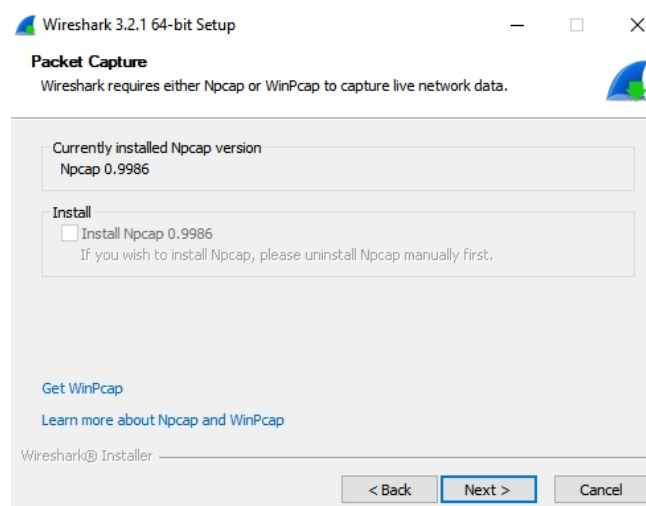 Wireshark 3.2.1 64-bit Setup
Packet Capture
Wireshark requires either Npcap or WinPcap to capture live network data.
Currently installed Npcap version
Npcap 0.9986
Install
Install Npcap 0.9986
If you wish to install Npcap, please uninstall Npcap manually first.
Get WinPcap
Learn more about Npcap and WinPcap
Wireshark® Installer
< Back Next > Cancel